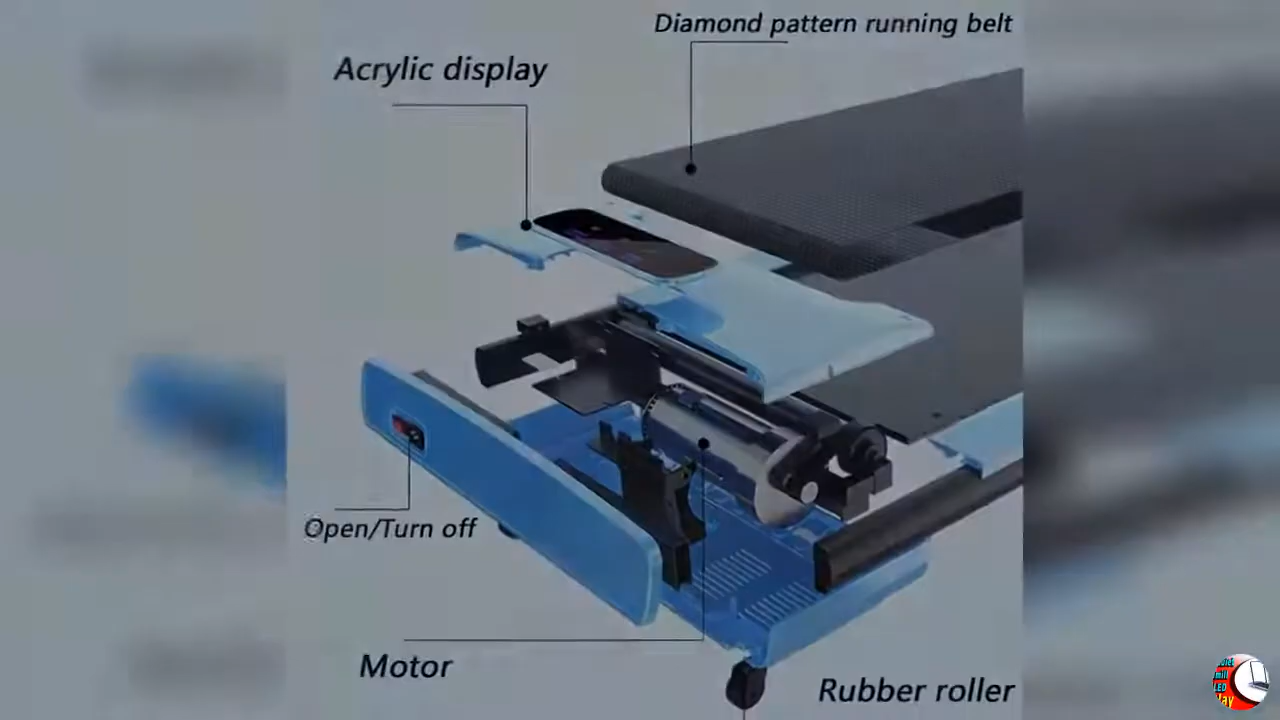 Diamond pattern running belt
Acrylic display
Open/Turn off
Motor
Rubber roller